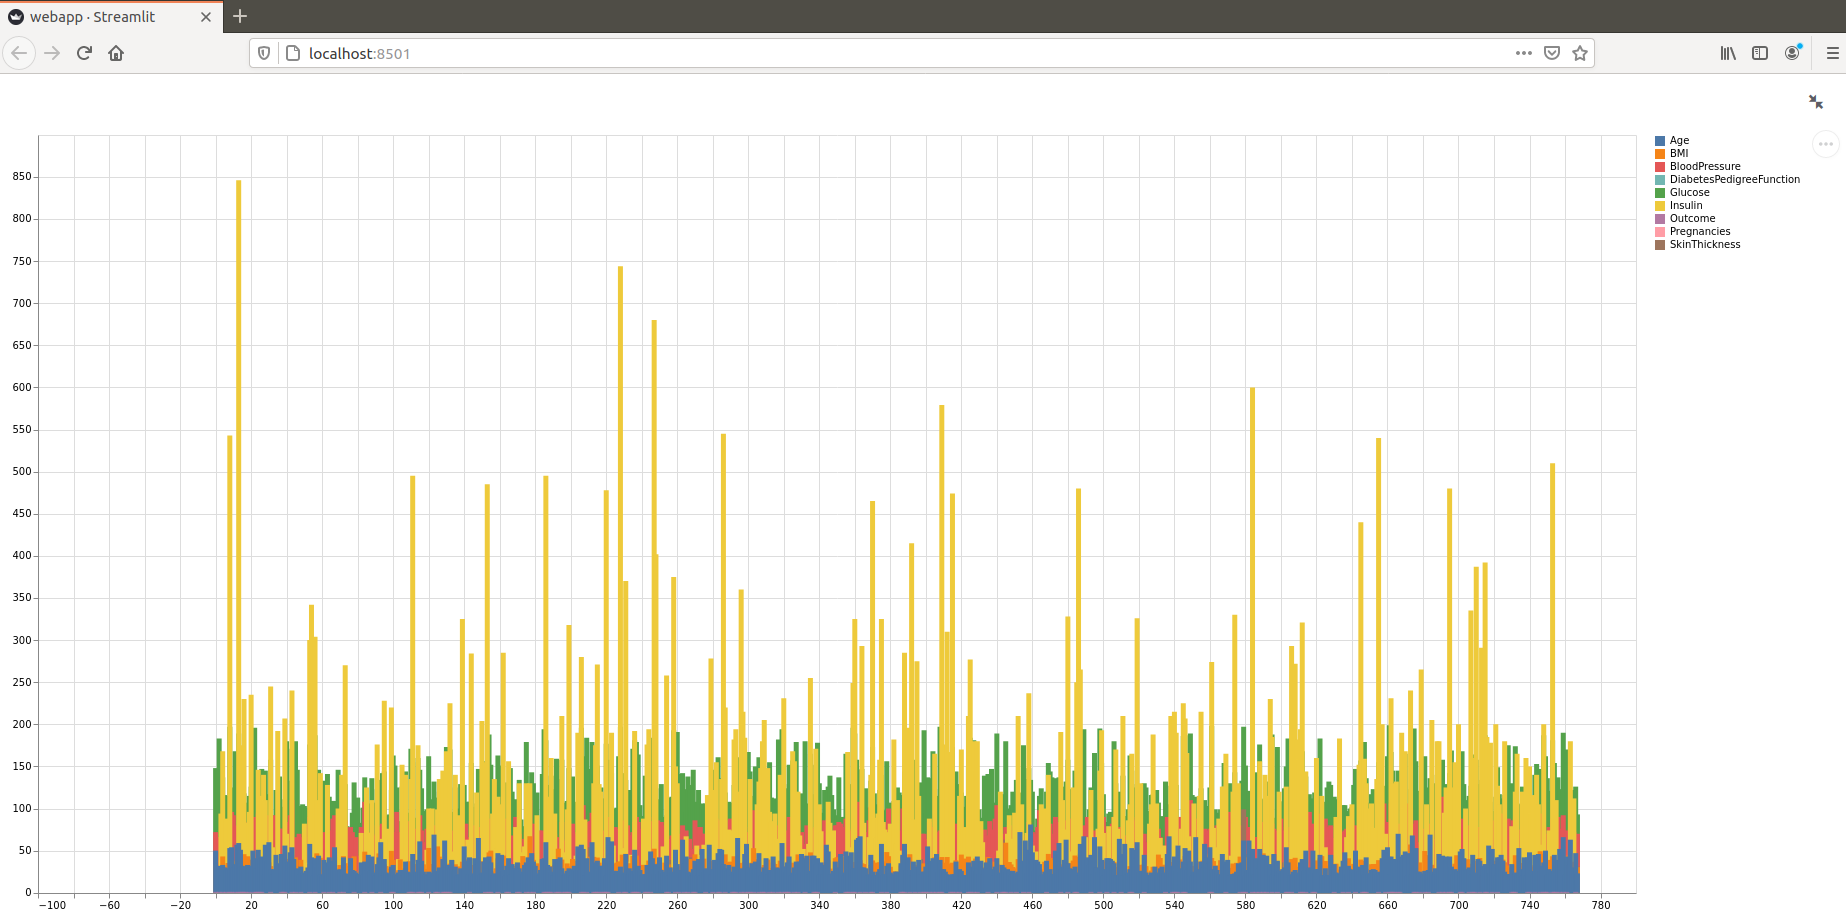 webapp · Streamlit
localhost:8501
Age
BMI
BloodPressure
DiabetesPedigreeFunction
Glucose
Insulin
Outcome
Pregnancies
SkinThickness
850
800
750
700
650
600
550
500
450
400
350
300
250
200
150
100
50
0
−100 −60 −20 20 60 100 140 180 220 260 300 340 380 420 460 500 540 580 620 660 700 740 780